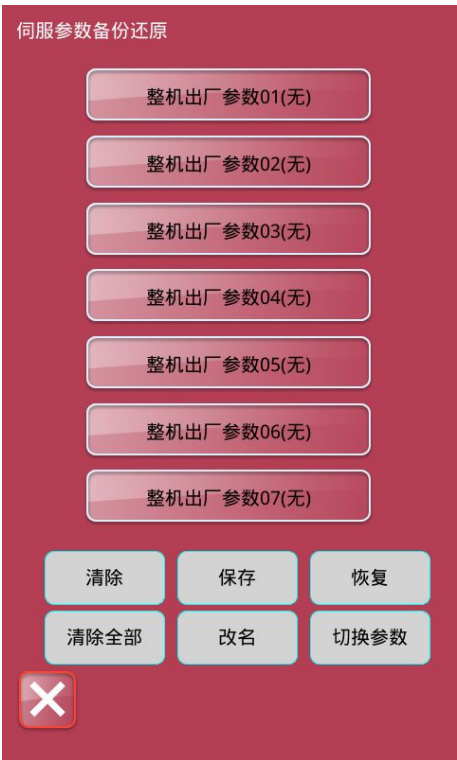 伺服参数备份还原
整机出厂参数01(无)
整机出厂参数02(无)
整机出厂参数03(无)
整机出厂参数04(无)
整机出厂参数05(无)
整机出厂参数06(无)
整机出厂参数07(无)
清除 保存 恢复
清除全部 改名 切换参数